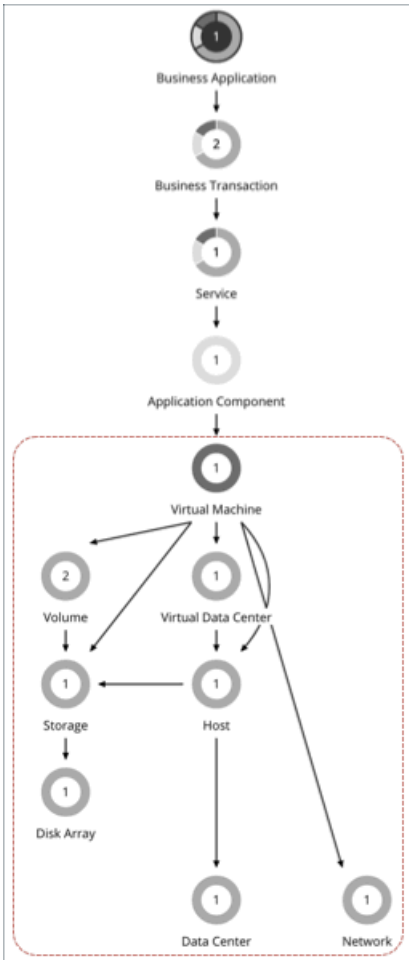 1
Business Application
2
Business Transaction
1
Service
1
Application Component
1
Virtual Machine
2
1
Volume
Virtual Data Center
1
1
Storage
Host
1
Disk Array
1
1
Data Center
Network